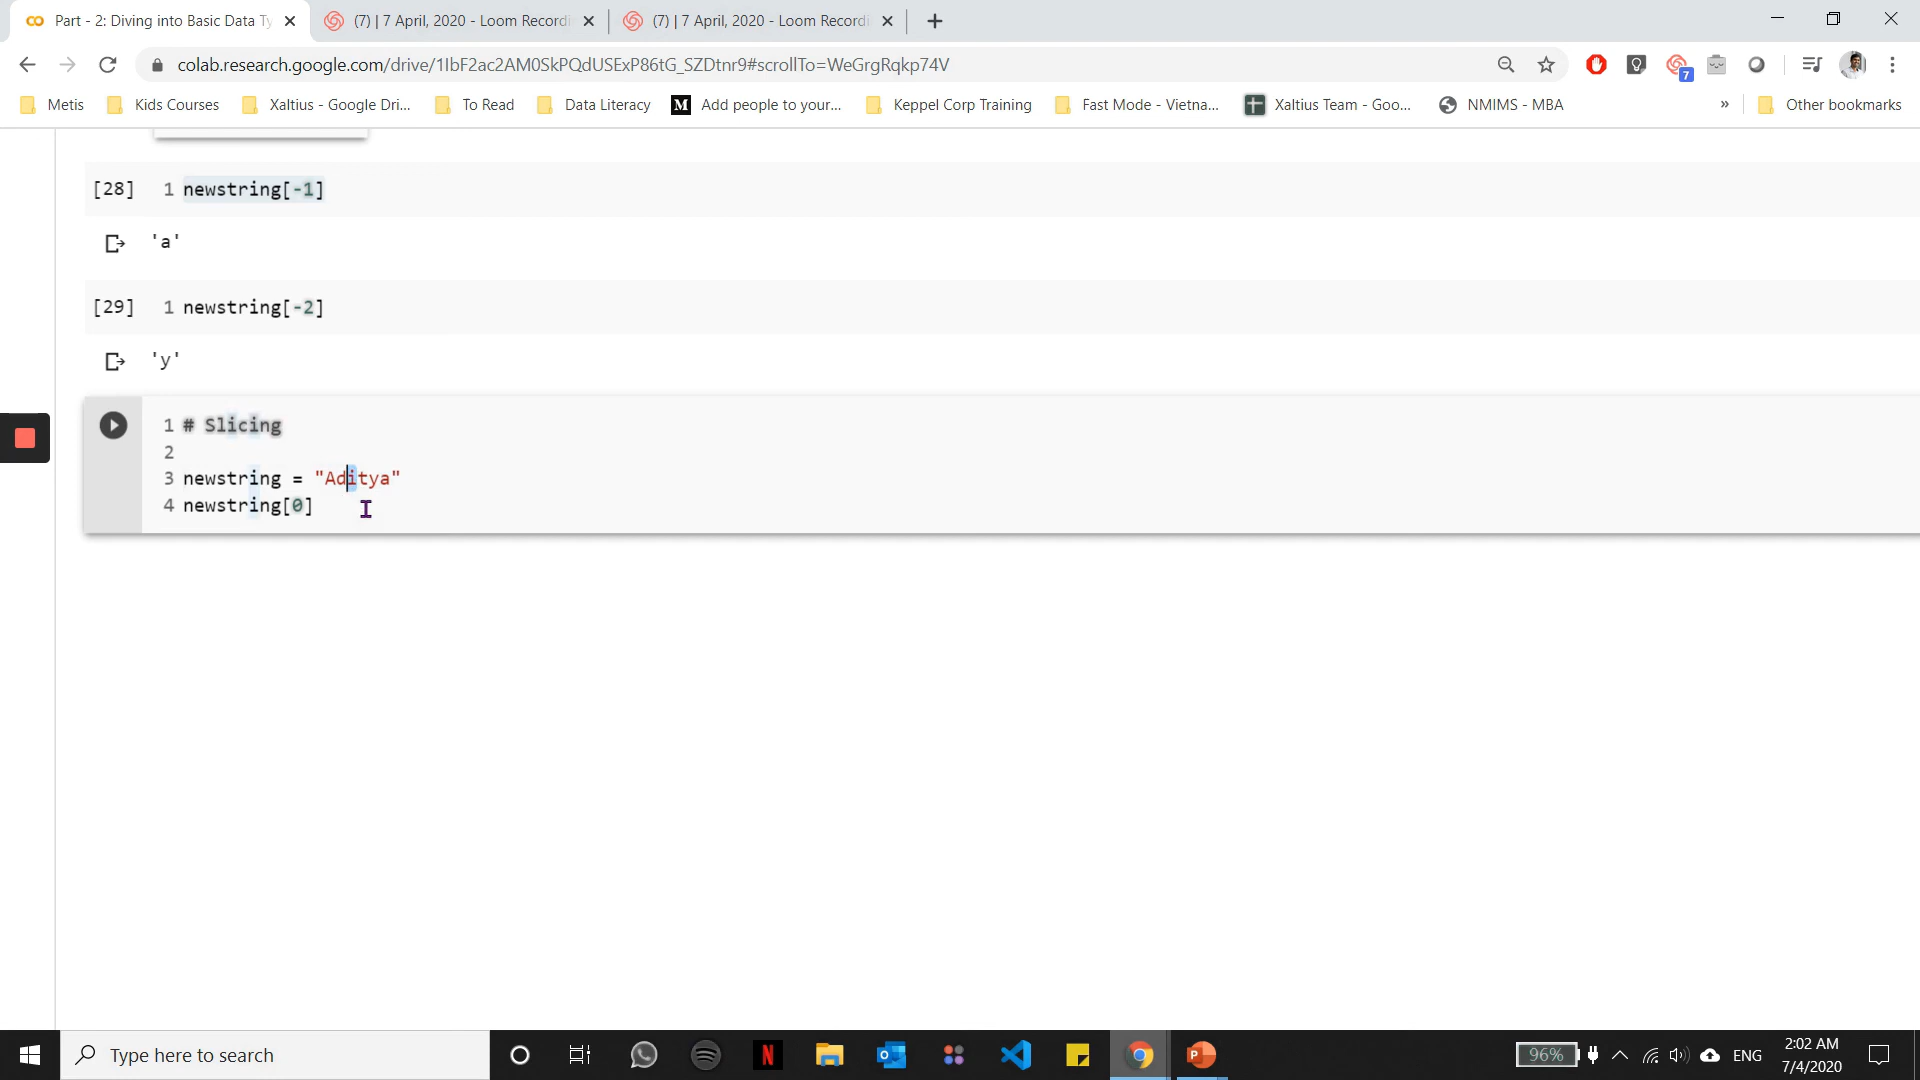 Part - 2: Diving into Basic Data Ty
(7) | 7 April, 2020 - Loom Recordi
(7) | 7 April, 2020 - Loom Recordi
colab.research.google.com/drive/1IbF2ac2AM0SkPQdUSExP86tG_SZDtnr9#scrollTo=WeGrgRqkp74V
7
Metis
Kids Courses
Xaltius - Google Dri...
To Read
Data Literacy
M Add people to your...
Keppel Corp Training
Fast Mode - Vietna...
Xaltius Team - Goo...
NMIMS - MBA
»
Other bookmarks
[28] 1 newstring[-1]
'a'
[29] 1 newstring[-2]
'y'
1 # Slicing
2
3 newstring = "Aditya"
4 newstring[0]
Type here to search
96%
ENG
2:02 AM
7/4/2020